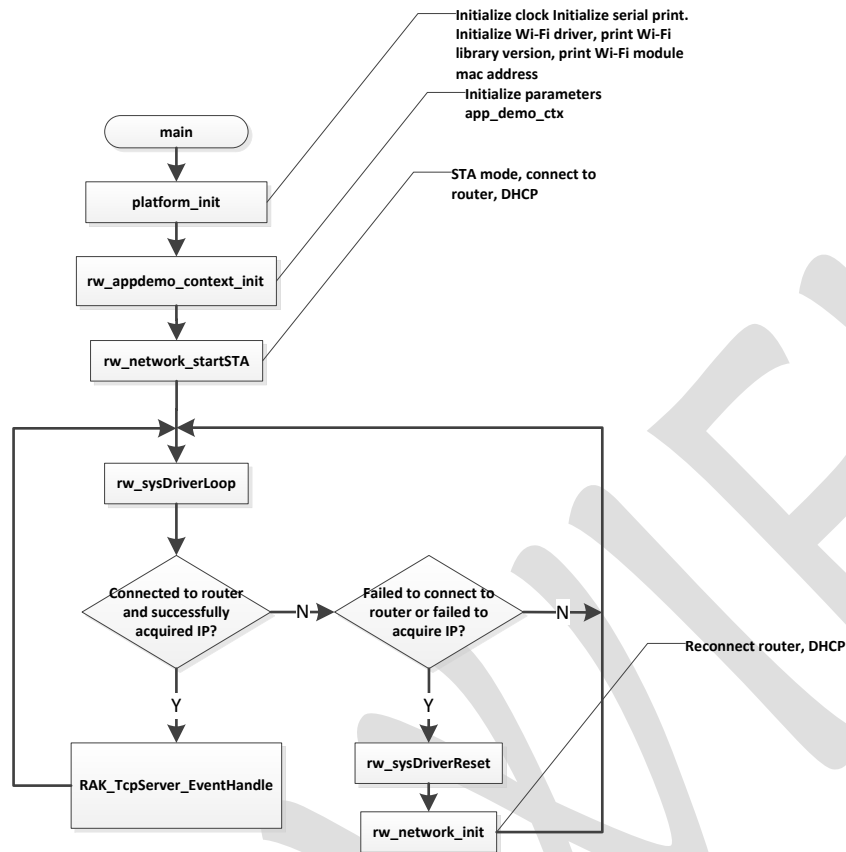 Initialize clock Initialize serial print.
Initialize Wi-Fi driver, print Wi-Fi
library version, print Wi-Fi module
mac address
Initialize parameters
app_demo_ctx
main
STA mode, connect to
router, DHCP
platform_init
rw_appdemo_context_init
rw_network_startSTA
rw_sysDriverLoop
Connected to router
and successfully
acquired IP?
N
Failed to connect to
router or failed to
acquire IP?
N
Reconnect router, DHCP
Y
Y
RAK_TcpServer_EventHandle
rw_sysDriverReset
rw_network_init